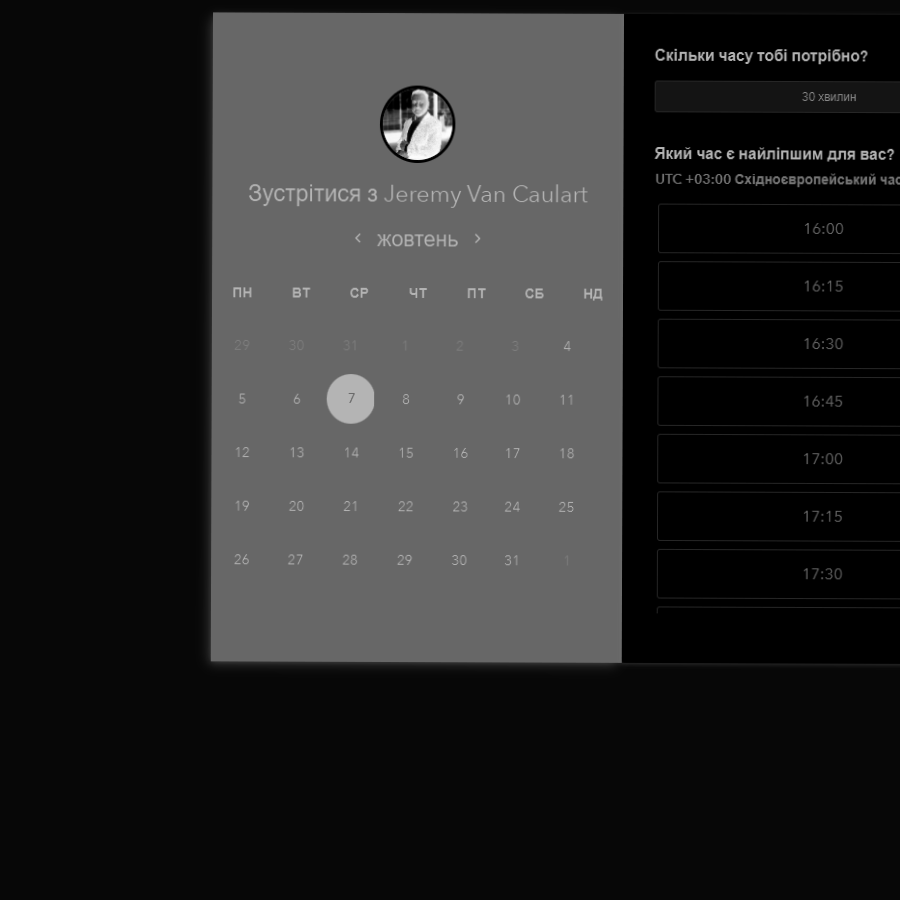 Зустрітися з Jeremy Van Caulart
жовтень
ПН ВТ СР ЧТ ПТ СБ НД
29 30 31 1 2 3 4
5 6 7 8 9 10 11
12 13 14 15 16 17 18
19 20 21 22 23 24 25
26 27 28 29 30 31 1
Скільки часу тобі потрібно?
30 хвилин
Який час є найліпшим для вас?
UTC +03:00 Східноєвропейський час
16:00
16:15
16:30
16:45
17:00
17:15
17:30